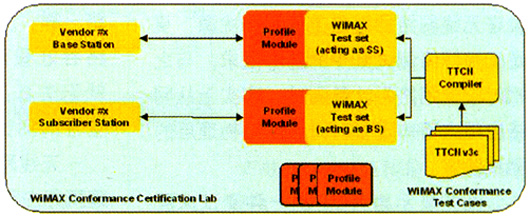 Vendor #x
Base Station
Profile
Module
WiMAX
Test set
(acting as SS)
TTCN
Compiler
Vendor #x
Subscriber Station
Profile
Module
WiMAX
Test set
(acting as BS)
TTCN v3c
P
M
P
M
Profile
Module
WiMAX Conformance Certification Lab
WiMAX Conformance
Test Cases